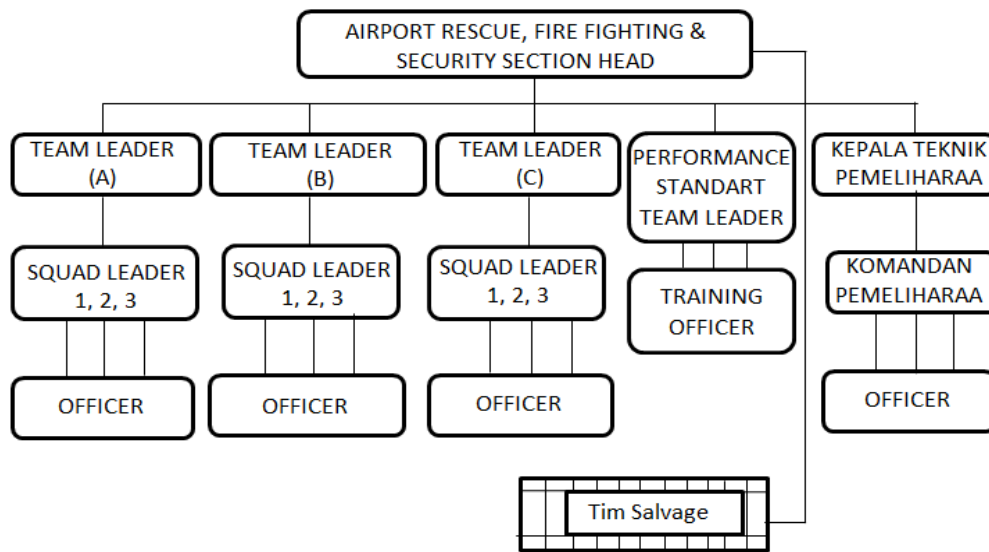 AIRPORT RESCUE, FIRE FIGHTING &
SECURITY SECTION HEAD
TEAM LEADER
(A)
TEAM LEADER
(B)
TEAM LEADER
(C)
PERFORMANCE
STANDART
TEAM LEADER
KEPALA TEKNIK
PEMELIHARAA
SQUAD LEADER
1, 2, 3
SQUAD LEADER
1, 2, 3
SQUAD LEADER
1, 2, 3
TRAINING
OFFICER
KOMANDAN
PEMELIHARAA
OFFICER
OFFICER
OFFICER
OFFICER
Tim Salvage